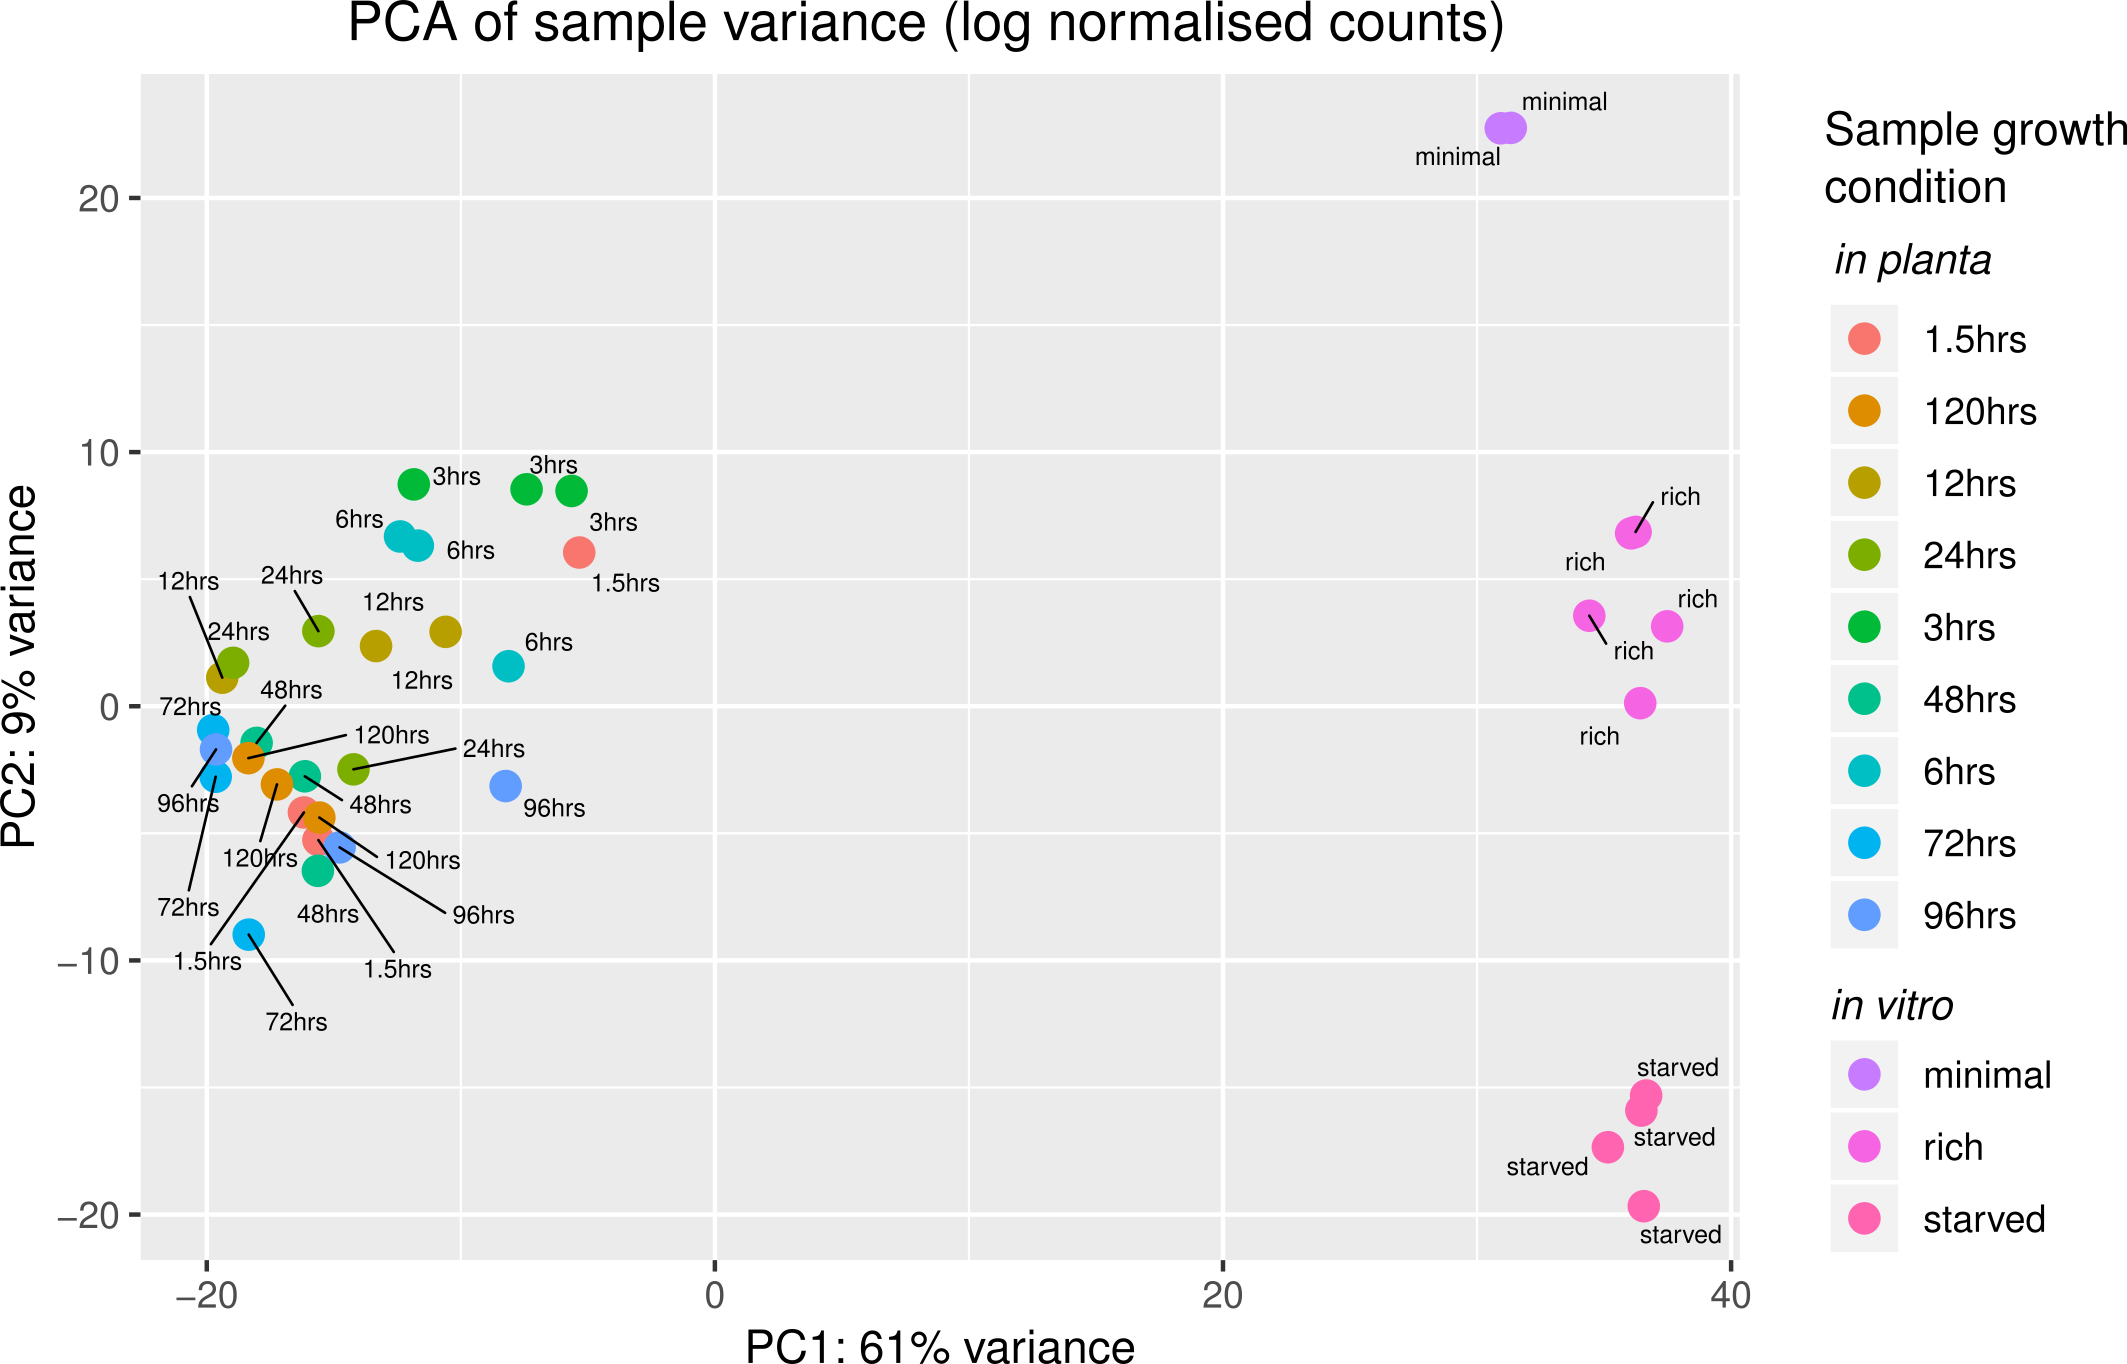 PCA of sample variance (log normalised counts)
PC2: 9% variance
20
10
0
−10
−20
minimal
minimal
3hrs
3hrs
rich
6hrs
3hrs
6hrs
rich
24hrs
12hrs
1.5hrs
12hrs
rich
24hrs
6hrs
rich
12hrs
48hrs
72hrs
120hrs
rich
24hrs
96hrs
48hrs
96hrs
120hrs
120hrs
72hrs
48hrs
96hrs
1.5hrs
1.5hrs
72hrs
starved
starved
starved
starved
−20
0
20
40
PC1: 61% variance
Sample growth
condition
in planta
1.5hrs
120hrs
12hrs
24hrs
3hrs
48hrs
6hrs
72hrs
96hrs
in vitro
minimal
rich
starved